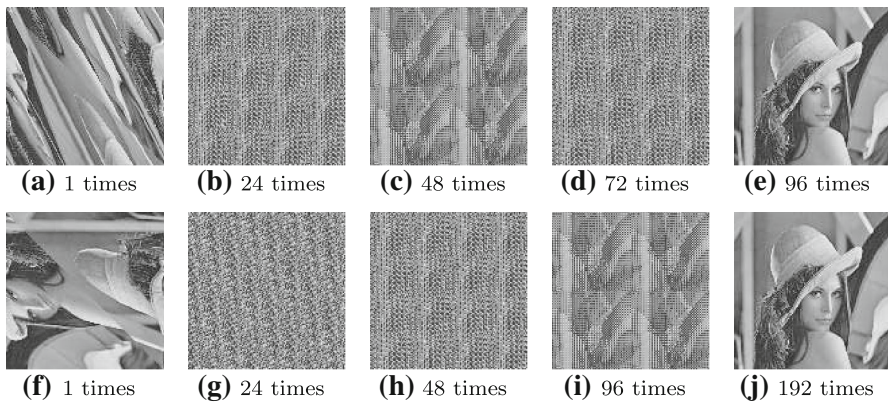 (a) 1 times (b) 24 times (c) 48 times (d) 72 times (e) 96 times
(f) 1 times (g) 24 times (h) 48 times (i) 96 times (j) 192 times